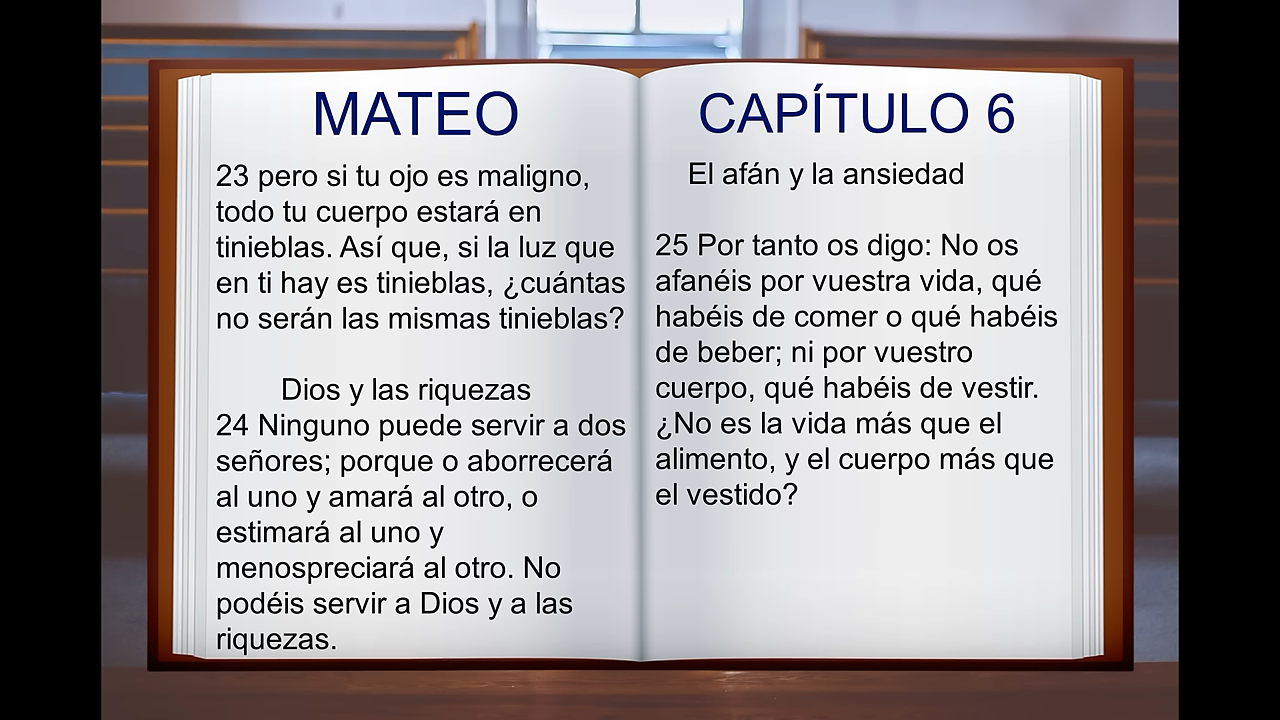 MATEO
23 pero si tu ojo es maligno,
todo tu cuerpo estará en
tinieblas. Así que, si la luz que
en ti hay es tinieblas, ¿cuántas
no serán las mismas tinieblas?
Dios y las riquezas
24 Ninguno puede servir a dos
señores; porque o aborrecerá
al uno y amará al otro, o
estimará al uno y
menospreciará al otro. No
podéis servir a Dios y a las
riquezas.
CAPÍTULO 6
El afán y la ansiedad
25 Por tanto os digo: No os
afanéis por vuestra vida, qué
habéis de comer o qué habéis
de beber; ni por vuestro
cuerpo, qué habéis de vestir.
¿No es la vida más que el
alimento, y el cuerpo más que
el vestido?